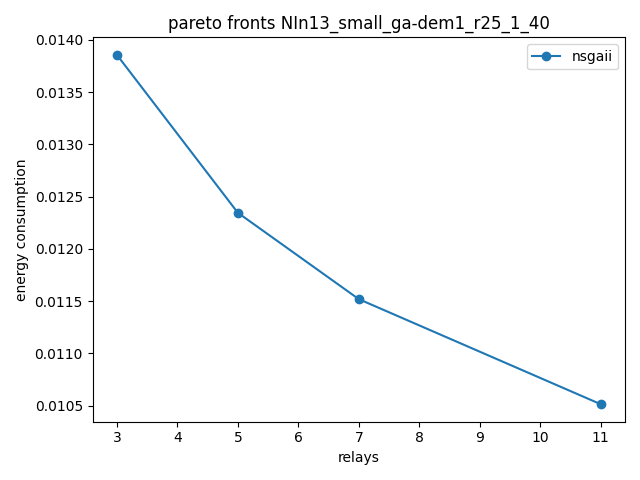 pareto fronts NIn13_small_ga-dem1_r25_1_40
nsgaii
0.0140
0.0135
0.0130
0.0125
0.0120
0.0115
0.0110
0.0105
energy consumption
3 4 5 6 7 8 9 10 11
relays